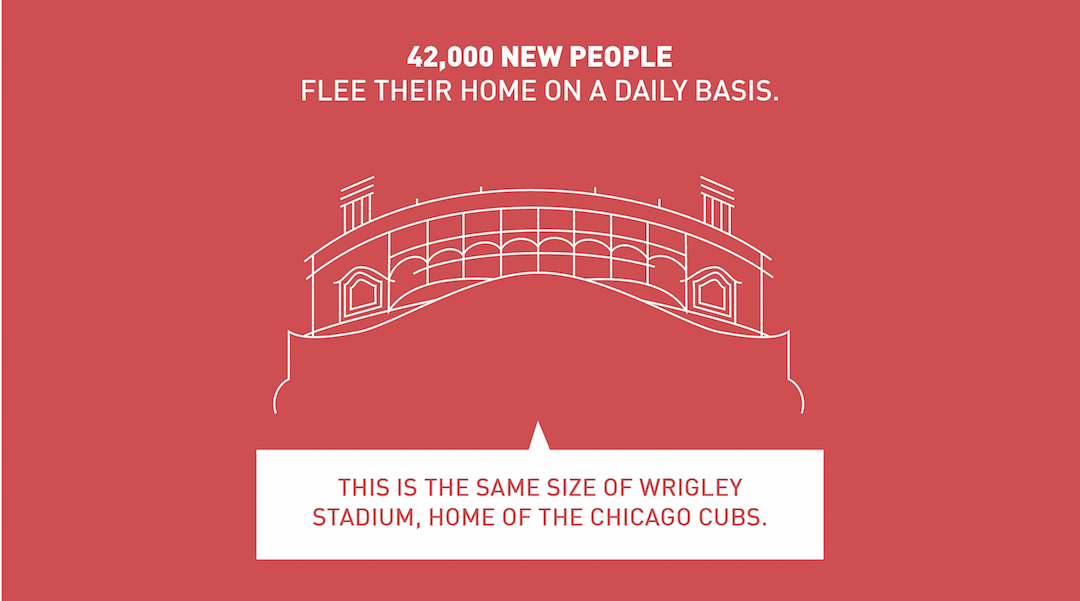 42,000 NEW PEOPLE
FLEE THEIR HOME ON A DAILY BASIS.
THIS IS THE SAME SIZE OF WRIGLEY
STADIUM, HOME OF THE CHICAGO CUBS.